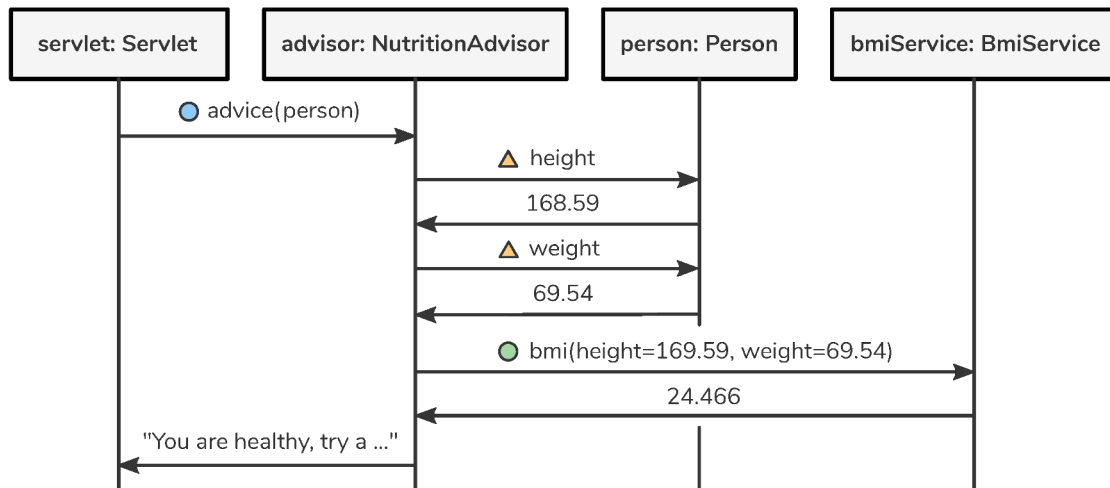 servlet: Servlet
advisor: NutritionAdvisor
person: Person
bmiService: BmiService
advice(person)
height
168.59
weight
69.54
bmi(height=169.59, weight=69.54)
24.466
"You are healthy, try a ..."